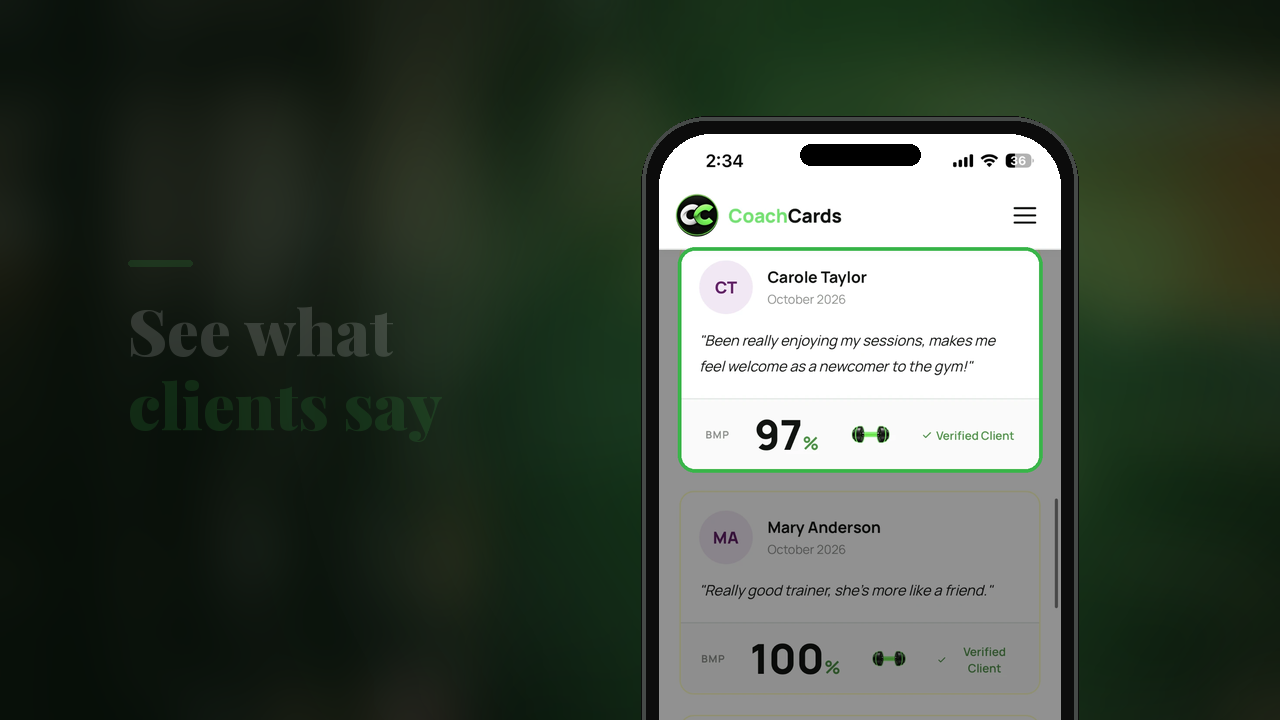 See what
clients say
2:34
36
CC CoachCards
CT
Carole Taylor
October 2026
"Been really enjoying my sessions, makes me
feel welcome as a newcomer to the gym!"
BMP 97% ✓ Verified Client
MA
Mary Anderson
October 2026
"Really good trainer, she's more like a friend."
BMP 100% ✓ Verified
Client